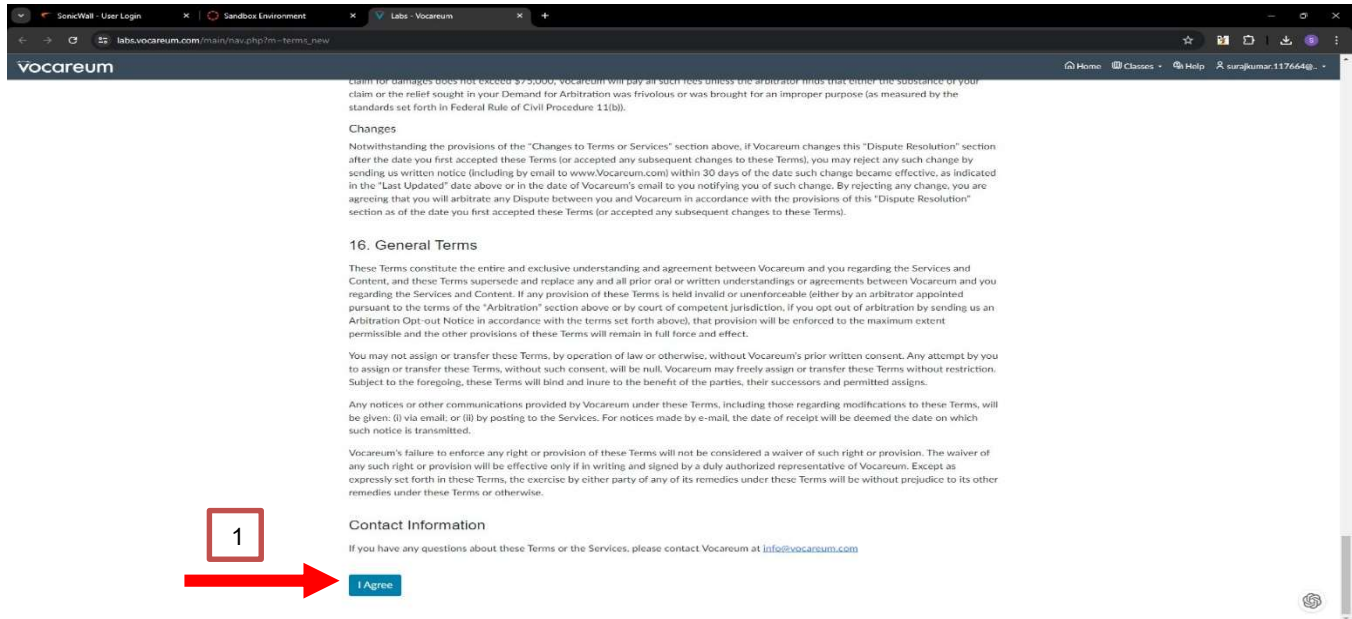 SonicWall - User Login
Sandbox Environment
Labs - Vocareum
labs.vocareum.com/main/nav.php?m=terms_new
S
vocareum
Home Classes Help surajkumar.117664@..
claim for damages does not exceed $75,000, Vocareum will pay all such fees unless the arbitrator finds that either the substance of your
claim or the relief sought in your Demand for Arbitration was frivolous or was brought for an improper purpose (as measured by the
standards set forth in Federal Rule of Civil Procedure 11(b)).
Changes
Notwithstanding the provisions of the "Changes to Terms or Services" section above, if Vocareum changes this "Dispute Resolution" section
after the date you first accepted these Terms (or accepted any subsequent changes to these Terms), you may reject any such change by
sending us written notice (including by email to www.Vocareum.com) within 30 days of the date such change became effective, as indicated
in the "Last Updated" date above or in the date of Vocareum's email to you notifying you of such change. By rejecting any change, you are
agreeing that you will arbitrate any Dispute between you and Vocareum in accordance with the provisions of this "Dispute Resolution"
section as of the date you first accepted these Terms (or accepted any subsequent changes to these Terms).
16. General Terms
These Terms constitute the entire and exclusive understanding and agreement between Vocareum and you regarding the Services and
Content, and these Terms supersede and replace any and all prior oral or written understandings or agreements between Vocareum and you
regarding the Services and Content. If any provision of these Terms is held invalid or unenforceable (either by an arbitrator appointed
pursuant to the terms of the "Arbitration" section above or by court of competent jurisdiction, if you opt out of arbitration by sending us an
Arbitration Opt-out Notice in accordance with the terms set forth above), that provision will be enforced to the maximum extent
permissible and the other provisions of these Terms will remain in full force and effect.
You may not assign or transfer these Terms, by operation of law or otherwise, without Vocareum's prior written consent. Any attempt by you
to assign or transfer these Terms, without such consent, will be null. Vocareum may freely assign or transfer these Terms without restriction.
Subject to the foregoing, these Terms will bind and inure to the benefit of the parties, their successors and permitted assigns.
Any notices or other communications provided by Vocareum under these Terms, including those regarding modifications to these Terms, will
be given: (i) via email; or (ii) by posting to the Services. For notices made by e-mail, the date of receipt will be deemed the date on which
such notice is transmitted.
Vocareum's failure to enforce any right or provision of these Terms will not be considered a waiver of such right or provision. The waiver of
any such right or provision will be effective only if in writing and signed by a duly authorized representative of Vocareum. Except as
expressly set forth in these Terms, the exercise by either party of any of its remedies under these Terms will be without prejudice to its other
remedies under these Terms or otherwise.
Contact Information
1
If you have any questions about these Terms or the Services, please contact Vocareum at info@vocareum.com
I Agree